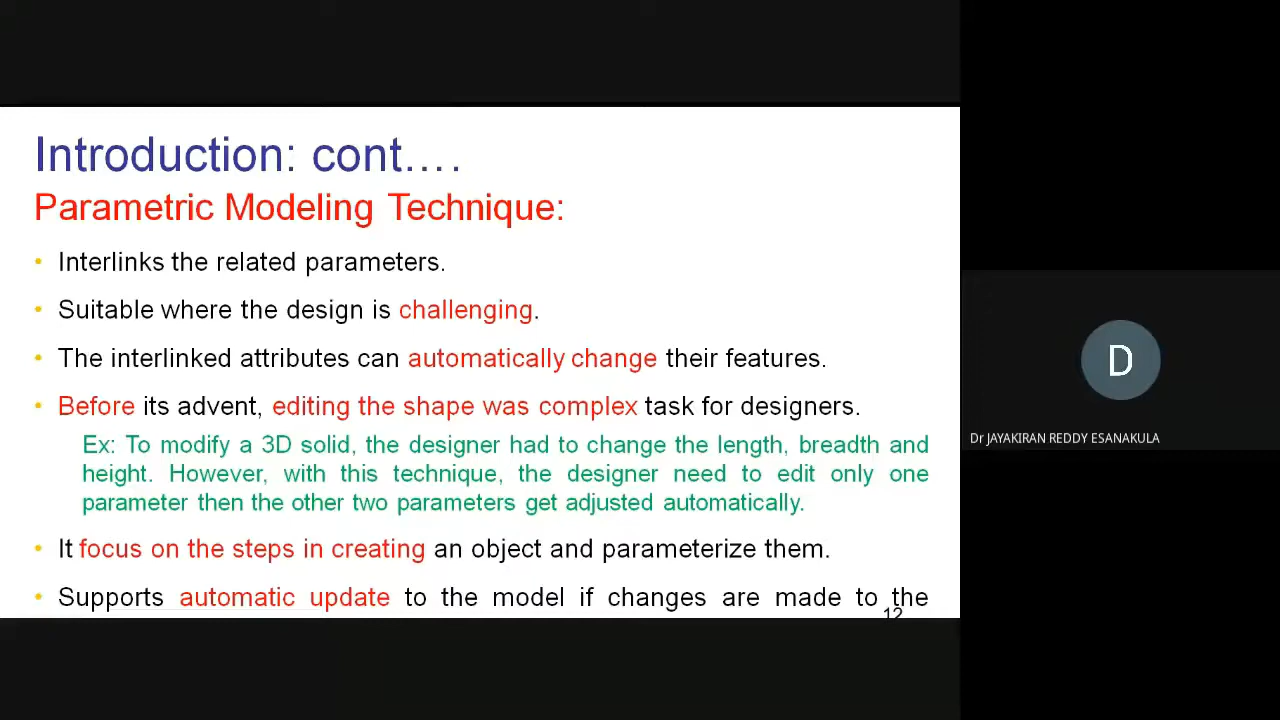 Introduction: cont….
Parametric Modeling Technique:
• Interlinks the related parameters.
• Suitable where the design is challenging.
• The interlinked attributes can automatically change their features.
• Before its advent, editing the shape was complex task for designers.
Ex: To modify a 3D solid, the designer had to change the length, breadth and
height. However, with this technique, the designer need to edit only one
parameter then the other two parameters get adjusted automatically.
• It focus on the steps in creating an object and parameterize them.
• Supports automatic update to the model if changes are made to the
12
D
Dr JAYAKIRAN REDDY ESANAKULA